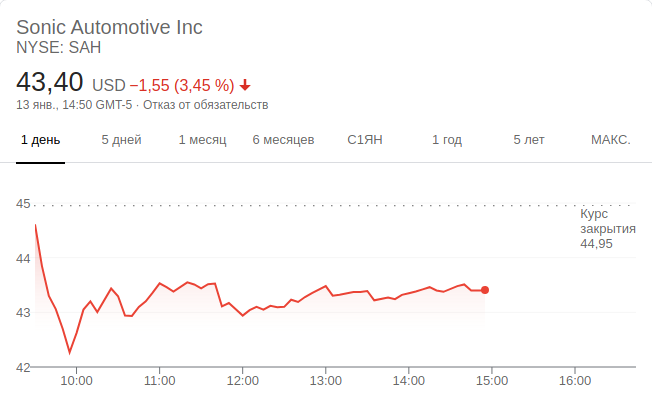 Sonic Automotive Inc
NYSE: SAH
43,40 USD −1,55 (3,45 %)
13 янв., 14:50 GMT-5 · Отказ от обязательств
1 день 5 дней 1 месяц 6 месяцев С1ЯН 1 год 5 лет МАКС.
45
Курс
закрытия
44,95
44
43
42
10:00 11:00 12:00 13:00 14:00 15:00 16:00